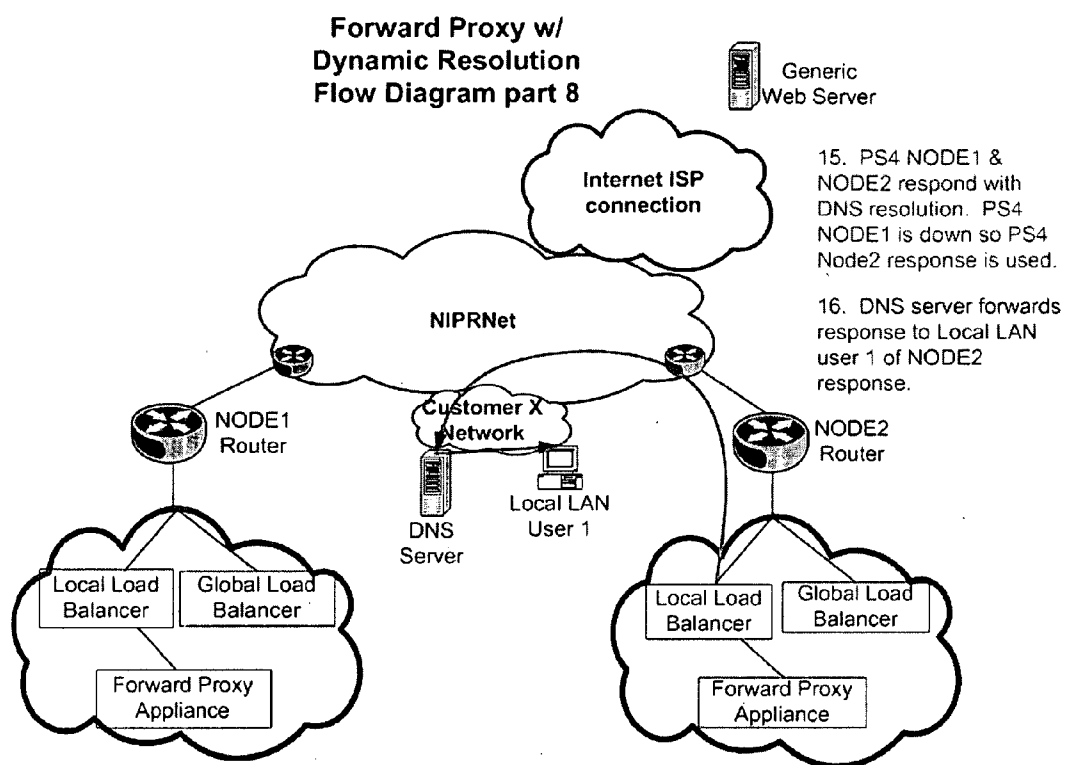 Forward Proxy w/
Dynamic Resolution
Flow Diagram part 8
Generic
Web Server
Internet ISP
connection
15. PS4 NODE1 &
NODE2 respond with
DNS resolution. PS4
NODE1 is down so PS4
Node2 response is used.
16. DNS server forwards
response to Local LAN
user 1 of NODE2
response.
NIPRNet
Customer X
Network
NODE1
Router
NODE2
Router
DNS
Server
Local LAN
User 1
Local Load
Balancer
Global Load
Balancer
Forward Proxy
Appliance
Local Load
Balancer
Global Load
Balancer
Forward Proxy
Appliance